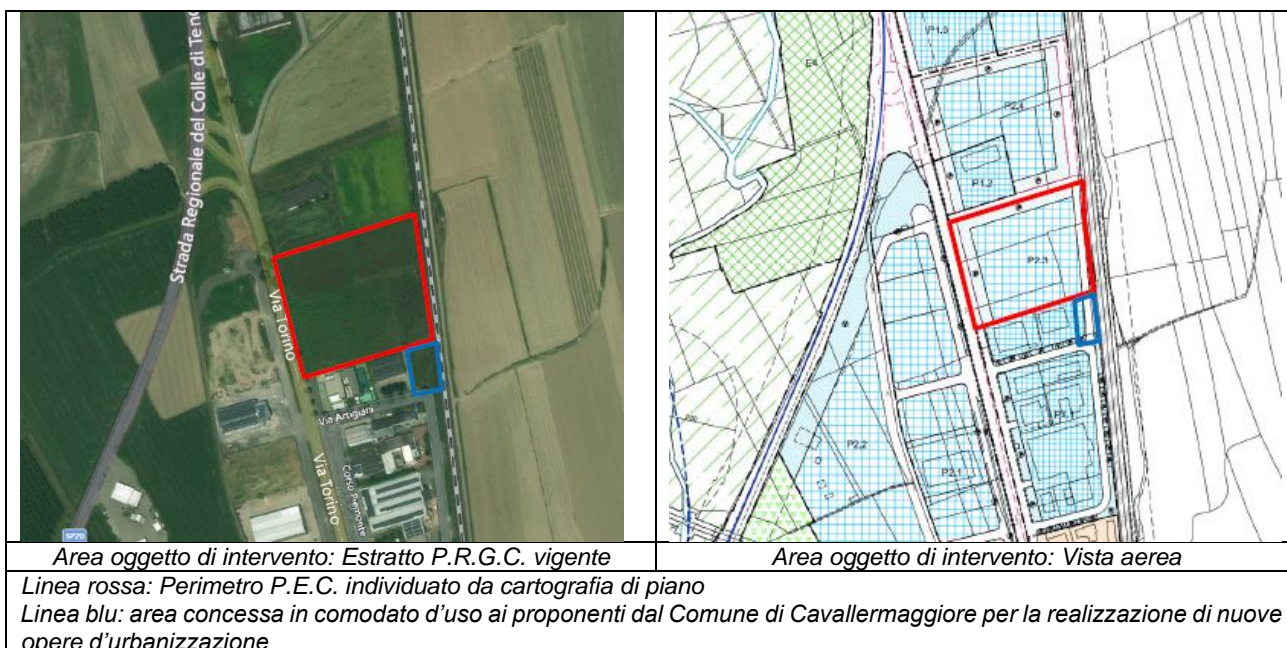 Strada Regionale del Colle di Tend
Via Torino
Via Artigiani
Via Torino
Corso Piemonte
SP20
VP1.3
E4
P2.4
P1.2
P2.3
P2.2
P2.1
P1.1
Area oggetto di intervento: Estratto P.R.G.C. vigente
Area oggetto di intervento: Vista aerea
Linea rossa: Perimetro P.E.C. individuato da cartografia di piano
Linea blu: area concessa in comodato d'uso ai proponenti dal Comune di Cavallermaggiore per la realizzazione di nuove
opere d'urbanizzazione